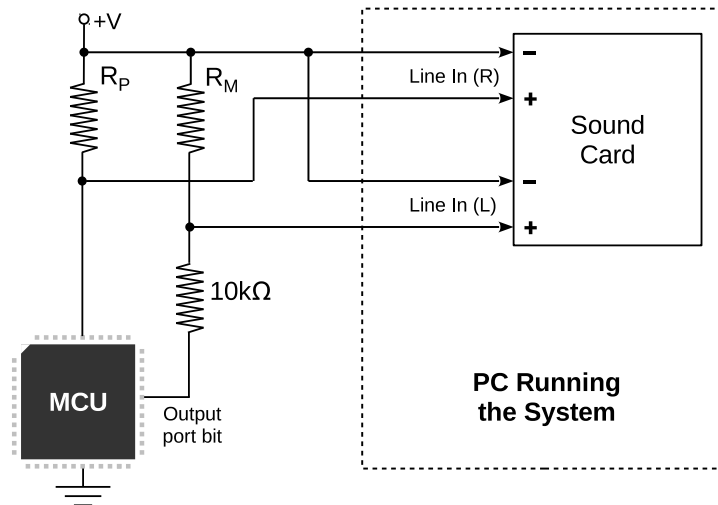 +V
R_P
R_M
Line In (R)
−
+
Sound
Card
Line In (L)
−
+
10kΩ
MCU
Output
port bit
PC Running
the System